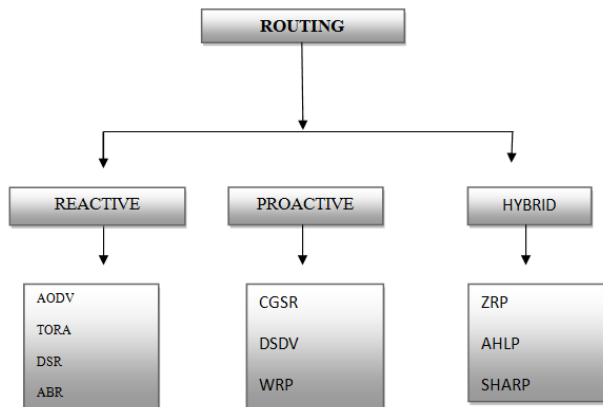 ROUTING
REACTIVE
PROACTIVE
HYBRID
AODV
TORA
DSR
ABR
CGSR
DSDV
WRP
ZRP
AHLP
SHARP